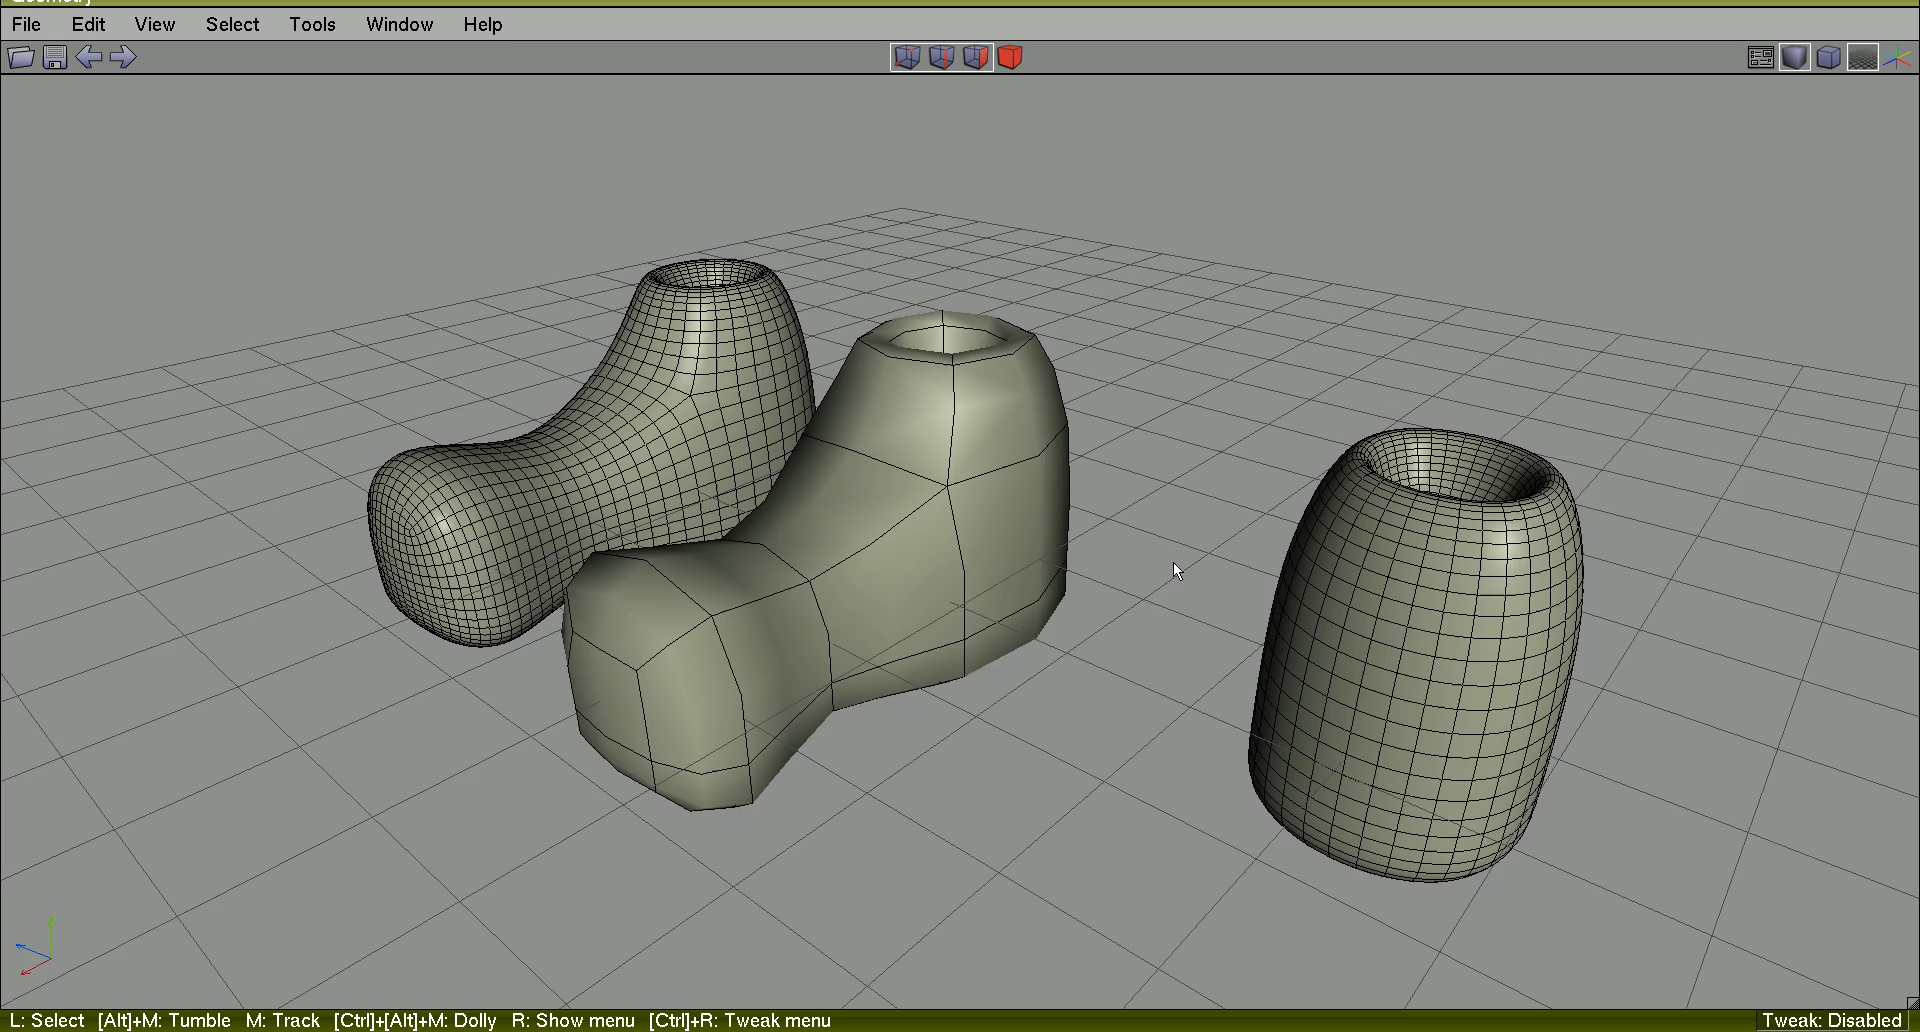 Geometry
File Edit View Select Tools Window Help
L: Select [Alt]+M: Tumble M: Track [Ctrl]+[Alt]+M: Dolly R: Show menu [Ctrl]+R: Tweak menu Tweak: Disabled